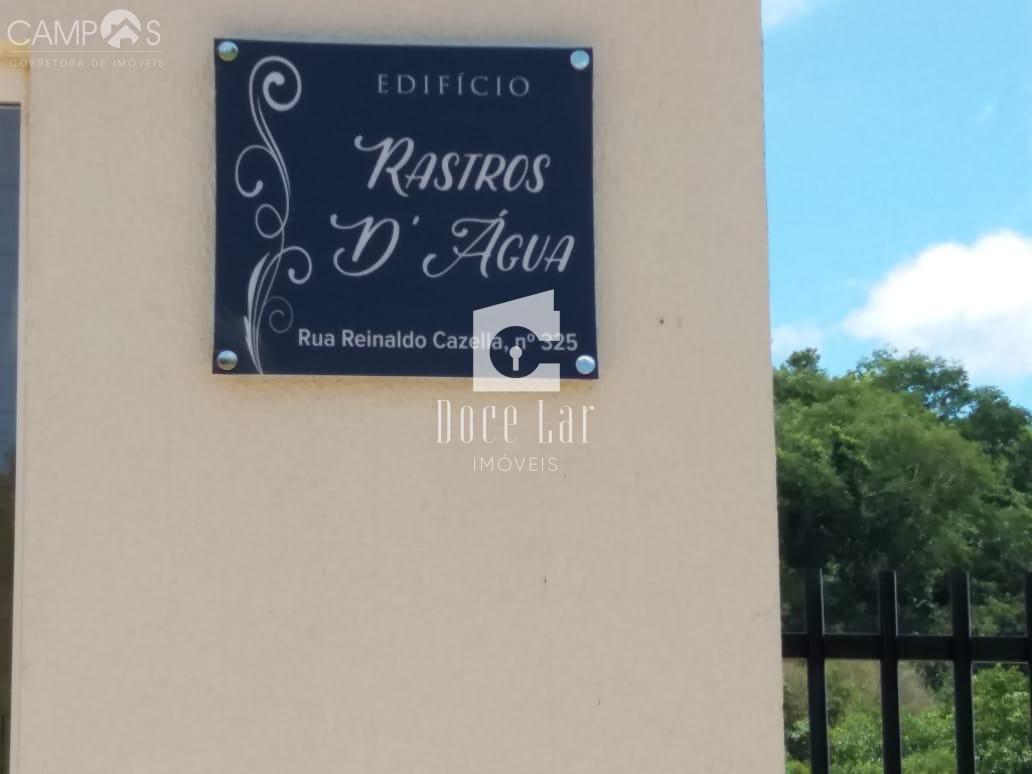 CAMPOS
CORRETORA DE IMÓVEIS
EDIFÍCIO
RASTROS
D'ÁGUA
Rua Reinaldo Cazella, nº 325
Doce Lar
IMÓVEIS